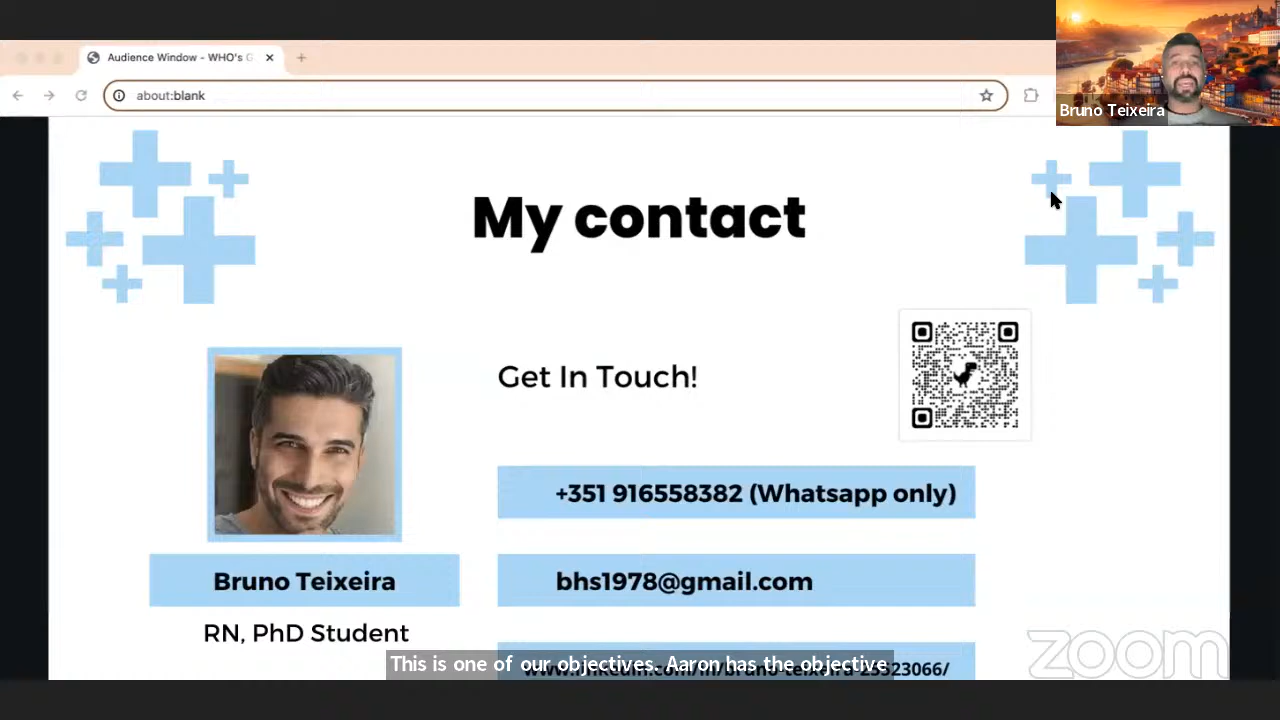 Audience Window - WHO's G
about:blank
Bruno Teixeira
My contact
Get In Touch!
+351 916558382 (Whatsapp only)
Bruno Teixeira
bhs1978@gmail.com
RN, PhD Student
This is one of our objectives. Aaron has the objective
zoom